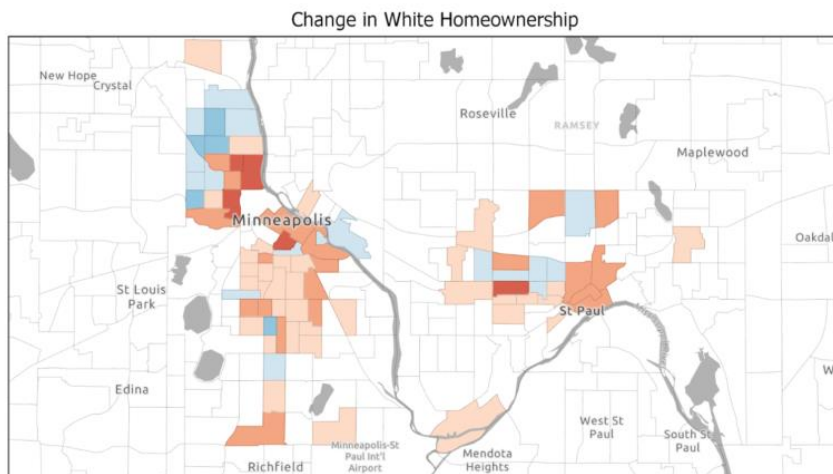 Change in White Homeownership
New Hope
Crystal
Roseville
RAMSEY
Maplewood
Minneapolis
Oakdal
St Louis
Park
St Paul
Edina
W
West St
Paul
South St
Paul
Minneapolis-St
Paul Int'l
Airport
Mendota
Heights
Richfield